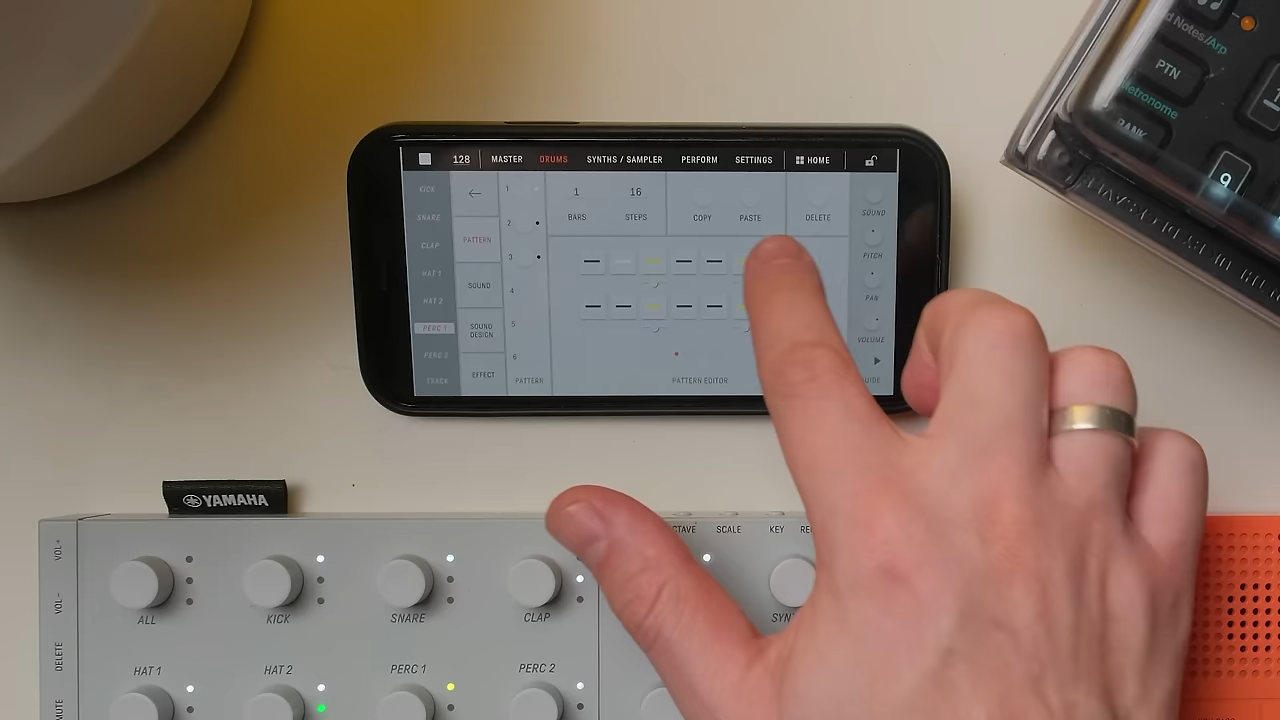 128 MASTER DRUMS SYNTHS / SAMPLER PERFORM SETTINGS HOME
KICK
SNARE
CLAP
HAT 1
HAT 2
PERC 1
PERC 2
TRACK
PATTERN
SOUND
SOUND
DESIGN
EFFECT
1
2
3
4
5
6
PATTERN
1 16
BARS STEPS COPY PASTE DELETE
PATTERN EDITOR
SOUND
PITCH
PAN
VOLUME
d Notes/Arp
PTN
Metronome
BANK
9
YAMAHA
VOL+
VOL-
DELETE
ALL KICK SNARE CLAP
HAT 1 HAT 2 PERC 1 PERC 2
SCALE KEY